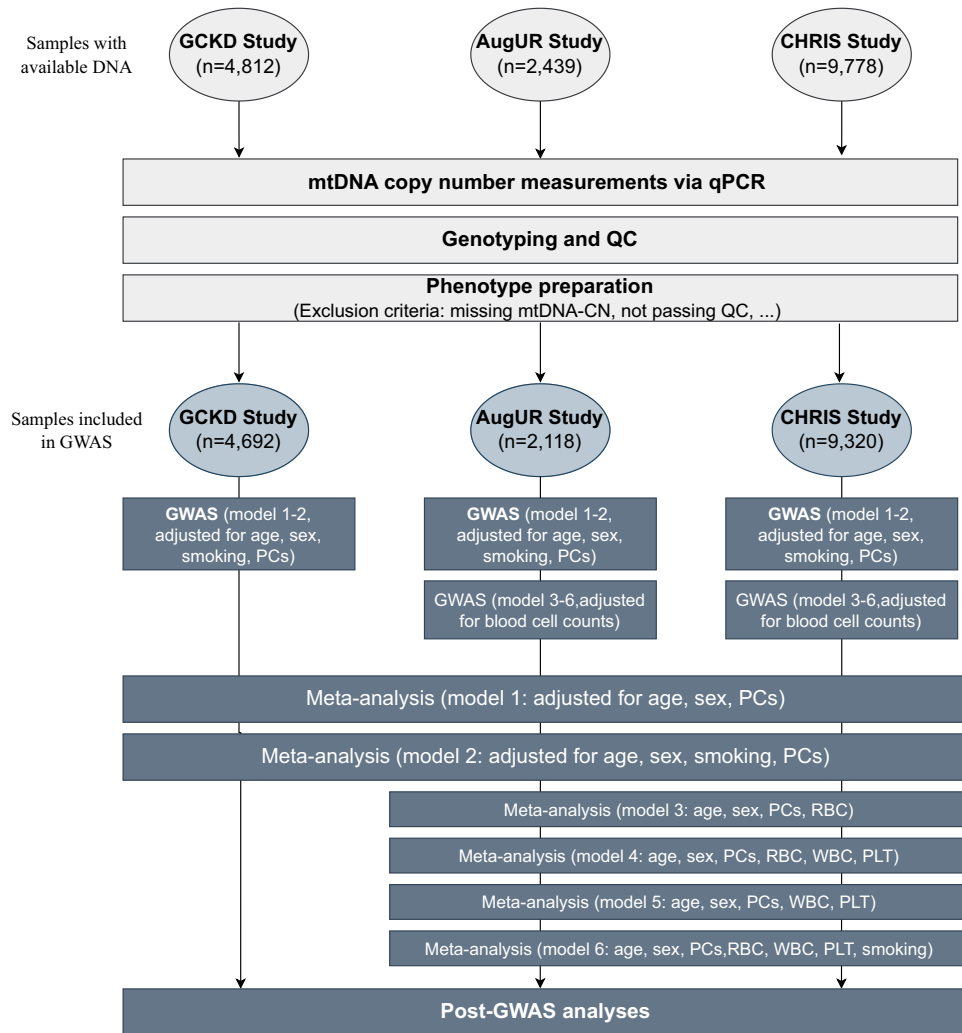 Samples with
available DNA
GCKD Study
(n=4,812)
AugUR Study
(n=2,439)
CHRIS Study
(n=9,778)
mtDNA copy number measurements via qPCR
Genotyping and QC
Phenotype preparation
(Exclusion criteria: missing mtDNA-CN, not passing QC, ...)
Samples included
in GWAS
GCKD Study
(n=4,692)
AugUR Study
(n=2,118)
CHRIS Study
(n=9,320)
GWAS (model 1-2,
adjusted for age, sex,
smoking, PCs)
GWAS (model 1-2,
adjusted for age, sex,
smoking, PCs)
GWAS (model 1-2,
adjusted for age, sex,
smoking, PCs)
GWAS (model 3-6,adjusted
for blood cell counts)
GWAS (model 3-6,adjusted
for blood cell counts)
Meta-analysis (model 1: adjusted for age, sex, PCs)
Meta-analysis (model 2: adjusted for age, sex, smoking, PCs)
Meta-analysis (model 3: age, sex, PCs, RBC)
Meta-analysis (model 4: age, sex, PCs, RBC, WBC, PLT)
Meta-analysis (model 5: age, sex, PCs, WBC, PLT)
Meta-analysis (model 6: age, sex, PCs,RBC, WBC, PLT, smoking)
Post-GWAS analyses